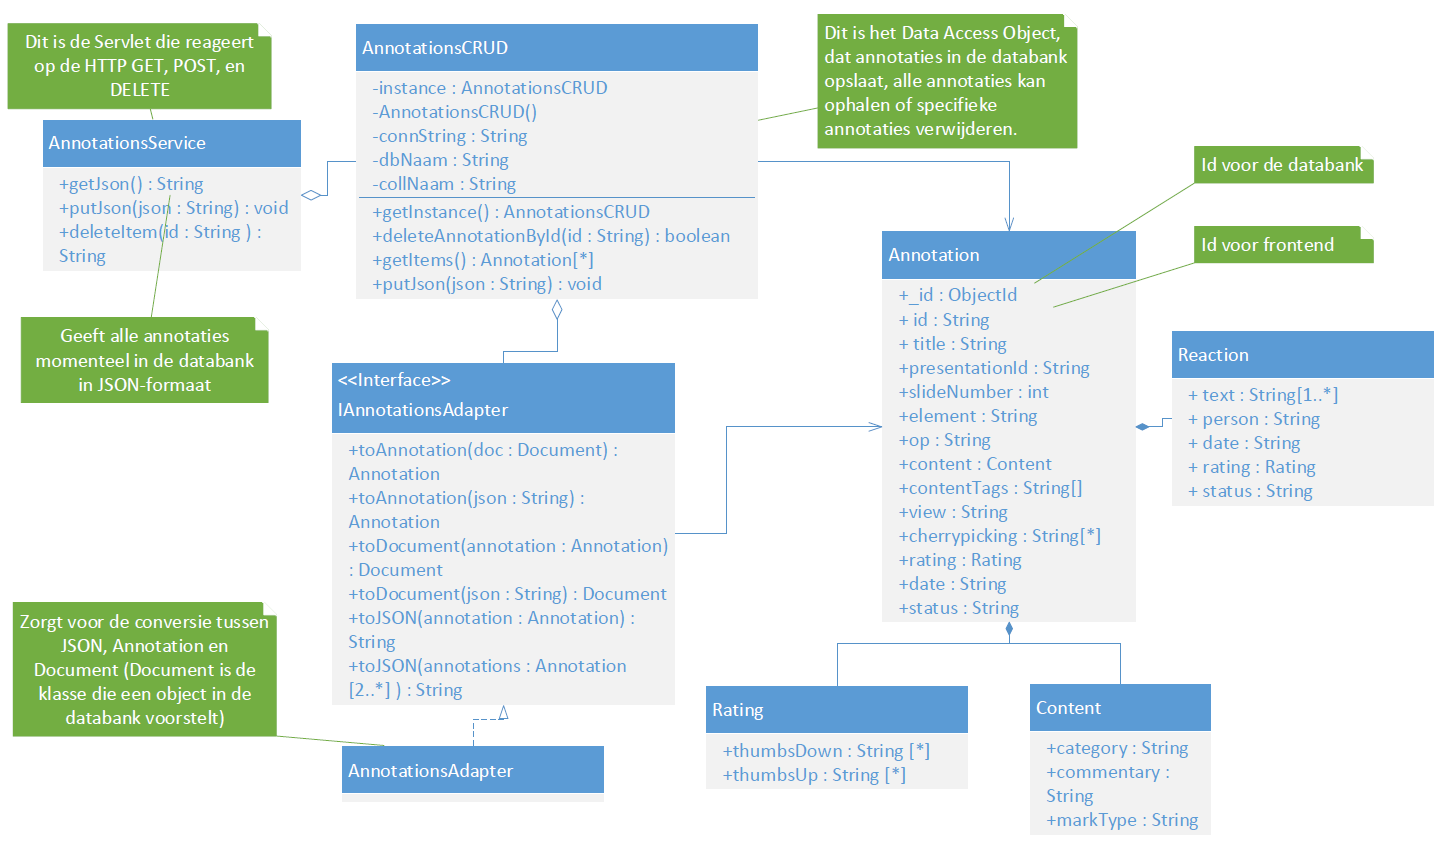 Dit is de Servlet die reageert
op de HTTP GET, POST, en
DELETE
AnnotationsService
+getJson() : String
+putJson(json : String) : void
+deleteItem(id : String ) :
String
Geeft alle annotaties
momenteel in de databank
in JSON-formaat
AnnotationsCRUD
-instance : AnnotationsCRUD
-AnnotationsCRUD()
-connString : String
-dbNaam : String
-collNaam : String
+getInstance() : AnnotationsCRUD
+deleteAnnotationById(id : String) : boolean
+getItems() : Annotation[*]
+putJson(json : String) : void
Dit is het Data Access Object,
dat annotaties in de databank
opslaat, alle annotaties kan
ophalen of specifieke
annotaties verwijderen.
Id voor de databank
Id voor frontend
Annotation
+_id : ObjectId
+ id : String
+ title : String
+presentationId : String
+slideNumber : int
+element : String
+op : String
+content : Content
+contentTags : String[]
+view : String
+cherrypicking : String[*]
+rating : Rating
+date : String
+status : String
Reaction
+ text : String[1..*]
+ person : String
+ date : String
+ rating : Rating
+ status : String
<<Interface>>
IAnnotationsAdapter
+toAnnotation(doc : Document) :
Annotation
+toAnnotation(json : String) :
Annotation
+toDocument(annotation : Annotation)
: Document
+toDocument(json : String) : Document
+toJSON(annotation : Annotation) :
String
+toJSON(annotations : Annotation
[2..*] ) : String
Zorgt voor de conversie tussen
JSON, Annotation en
Document (Document is de
klasse die een object in de
databank voorstelt)
AnnotationsAdapter
Rating
+thumbsDown : String [*]
+thumbsUp : String [*]
Content
+category : String
+commentary :
String
+markType : String